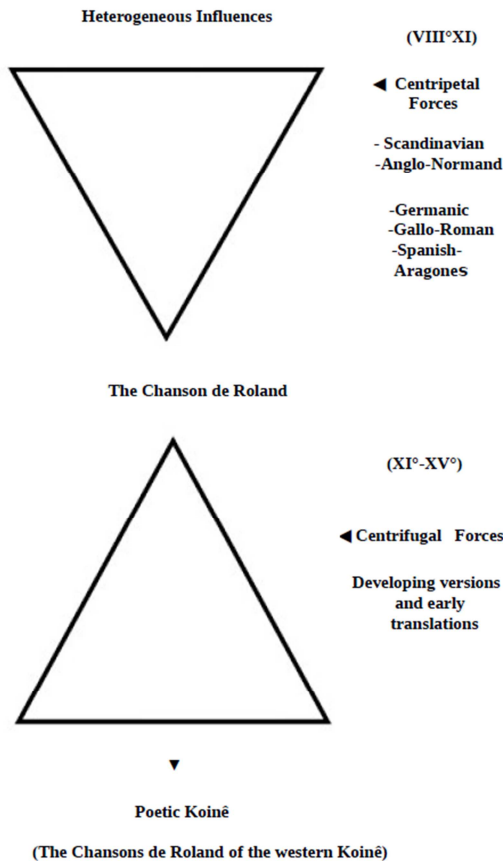 Heterogeneous Influences
(VIII°XI)
◄ Centripetal
Forces
- Scandinavian
-Anglo-Normand
-Germanic
-Gallo-Roman
-Spanish-
Aragones
The Chanson de Roland
(XI°-XV°)
◄ Centrifugal Forces
Developing versions
and early
translations
▼
Poetic Koinê
(The Chansons de Roland of the western Koinê)